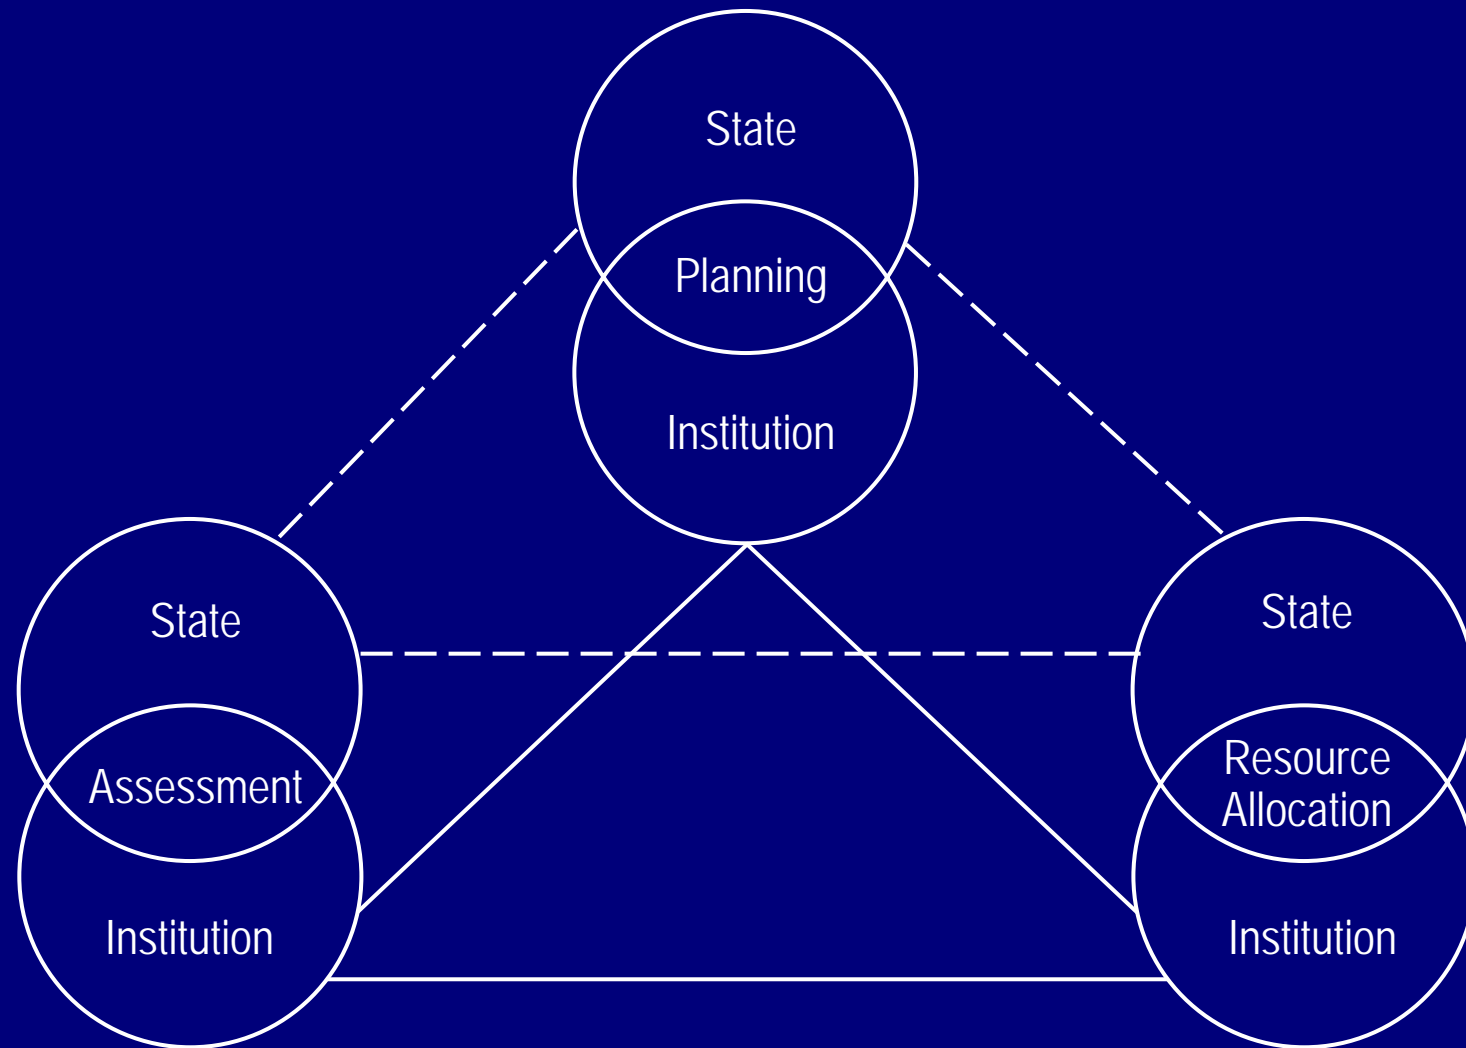 State
Planning
Institution
State
Assessment
Institution
State
Resource
Allocation
Institution